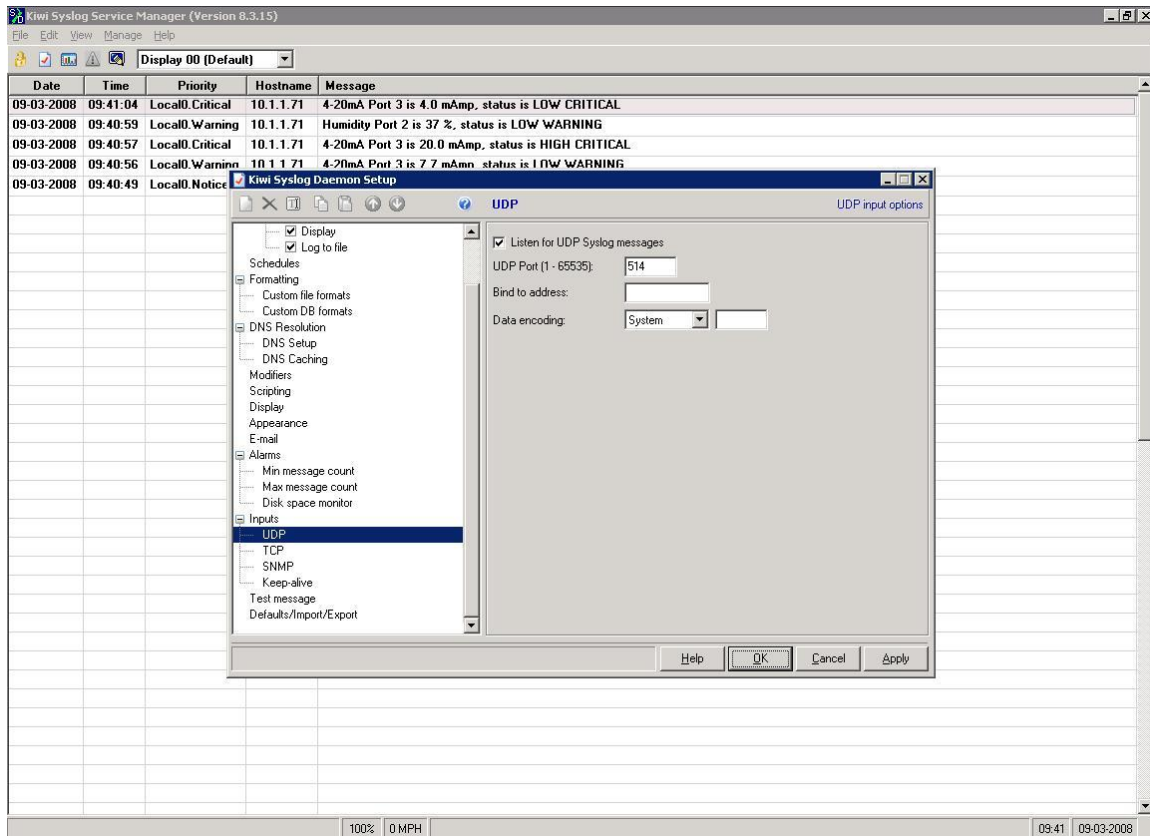 Kiwi Syslog Service Manager (Version 8.3.15)
File Edit View Manage Help
Display 00 (Default)
Date Time Priority Hostname Message
09-03-2008 09:41:04 Local0.Critical 10.1.1.71 4-20mA Port 3 is 4.0 mAmp, status is LOW CRITICAL
09-03-2008 09:40:59 Local0.Warning 10.1.1.71 Humidity Port 2 is 37 %, status is LOW WARNING
09-03-2008 09:40:57 Local0.Critical 10.1.1.71 4-20mA Port 3 is 20.0 mAmp, status is HIGH CRITICAL
09-03-2008 09:40:56 Local0.Warning 10.1.1.71 4-20mA Port 3 is 7.7 mAmp, status is LOW WARNING
09-03-2008 09:40:49 Local0.Notice
Kiwi Syslog Daemon Setup
UDP UDP input options
Display
Log to file
Schedules
Formatting
Custom file formats
Custom DB formats
DNS Resolution
DNS Setup
DNS Caching
Modifiers
Scripting
Display
Appearance
E-mail
Alarms
Min message count
Max message count
Disk space monitor
Inputs
UDP
TCP
SNMP
Keep-alive
Test message
Defaults/Import/Export
Listen for UDP Syslog messages
UDP Port (1 - 65535): 514
Bind to address:
Data encoding: System
Help OK Cancel Apply
100% 0 MPH 09:41 09-03-2008